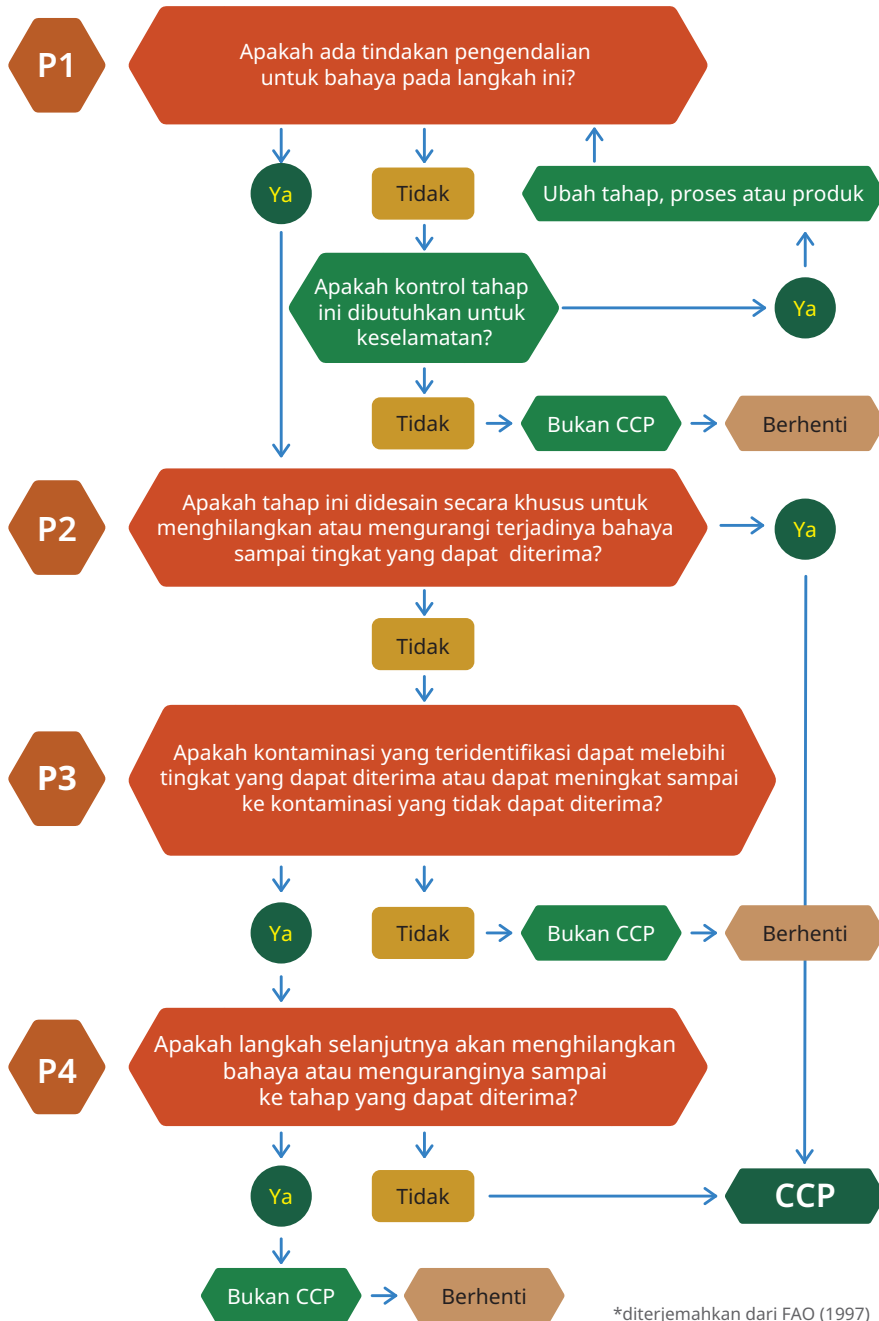 P1
Apakah ada tindakan pengendalian
untuk bahaya pada langkah ini?
Ya
Tidak
Ubah tahap, proses atau produk
Apakah kontrol tahap
ini dibutuhkan untuk
keselamatan?
Ya
Tidak
Bukan CCP
Berhenti
P2
Apakah tahap ini didesain secara khusus untuk
menghilangkan atau mengurangi terjadinya bahaya
sampai tingkat yang dapat diterima?
Ya
Tidak
P3
Apakah kontaminasi yang teridentifikasi dapat melebihi
tingkat yang dapat diterima atau dapat meningkat sampai
ke kontaminasi yang tidak dapat diterima?
Ya
Tidak
Bukan CCP
Berhenti
P4
Apakah langkah selanjutnya akan menghilangkan
bahaya atau menguranginya sampai
ke tahap yang dapat diterima?
Ya
Tidak
CCP
Bukan CCP
Berhenti
*diterjemahkan dari FAO (1997)